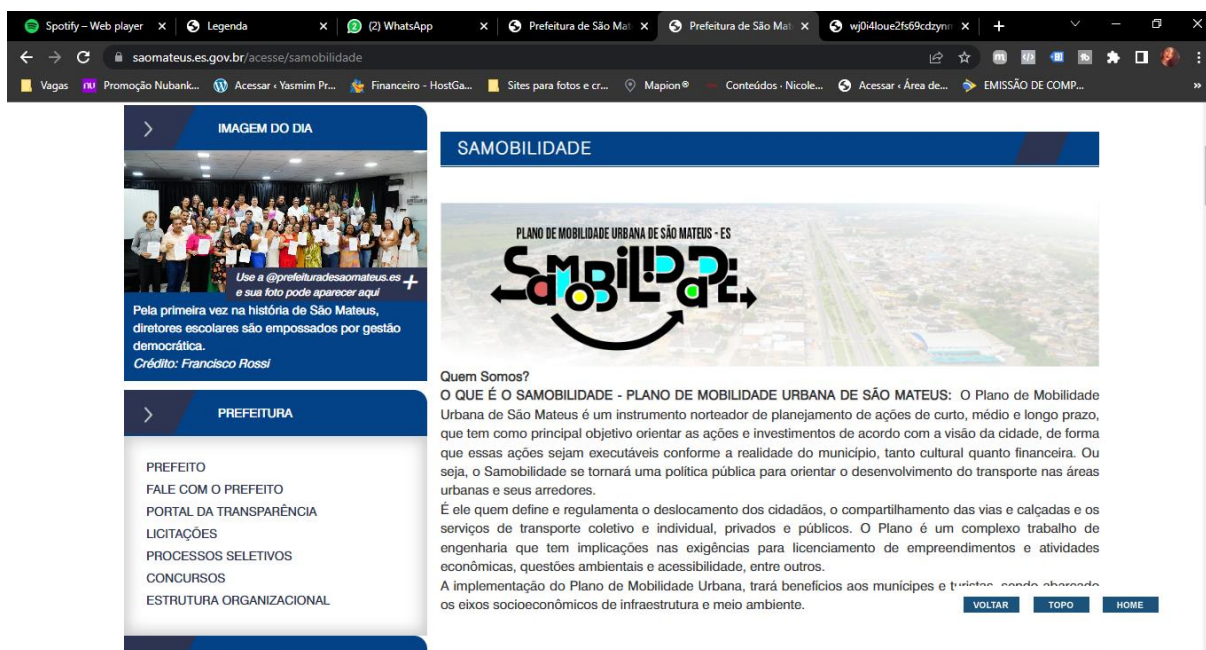 Spotify – Web player
Legenda
(2) WhatsApp
Prefeitura de São Mat
Prefeitura de São Mat
wj0i4loue2fs69cdzynn
saomateus.es.gov.br/acesse/samobilidade
Vagas
Promoção Nubank...
Acessar ‹ Yasmim Pr...
Financeiro - HostGa...
Sites para fotos e cr...
Mapion®
Conteúdos · Nicole...
Acessar ‹ Área de...
EMISSÃO DE COMP...
IMAGEM DO DIA
Use a @prefeituradesaomateus.es
e sua foto pode aparecer aqui
Pela primeira vez na história de São Mateus,
diretores escolares são empossados por gestão
democrática.
Crédito: Francisco Rossi
PREFEITURA
PREFEITO
FALE COM O PREFEITO
PORTAL DA TRANSPARÊNCIA
LICITAÇÕES
PROCESSOS SELETIVOS
CONCURSOS
ESTRUTURA ORGANIZACIONAL
SAMOBILIDADE
PLANO DE MOBILIDADE URBANA DE SÃO MATEUS - ES
SAMOBILIDADE
Quem Somos?
O QUE É O SAMOBILIDADE - PLANO DE MOBILIDADE URBANA DE SÃO MATEUS: O Plano de Mobilidade
Urbana de São Mateus é um instrumento norteador de planejamento de ações de curto, médio e longo prazo,
que tem como principal objetivo orientar as ações e investimentos de acordo com a visão da cidade, de forma
que essas ações sejam executáveis conforme a realidade do município, tanto cultural quanto financeira. Ou
seja, o Samobilidade se tornará uma política pública para orientar o desenvolvimento do transporte nas áreas
urbanas e seus arredores.
É ele quem define e regulamenta o deslocamento dos cidadãos, o compartilhamento das vias e calçadas e os
serviços de transporte coletivo e individual, privados e públicos. O Plano é um complexo trabalho de
engenharia que tem implicações nas exigências para licenciamento de empreendimentos e atividades
econômicas, questões ambientais e acessibilidade, entre outros.
A implementação do Plano de Mobilidade Urbana, trará benefícios aos munícipes e turistas, sendo abarcado
os eixos socioeconômicos de infraestrutura e meio ambiente.
VOLTAR
TOPO
HOME